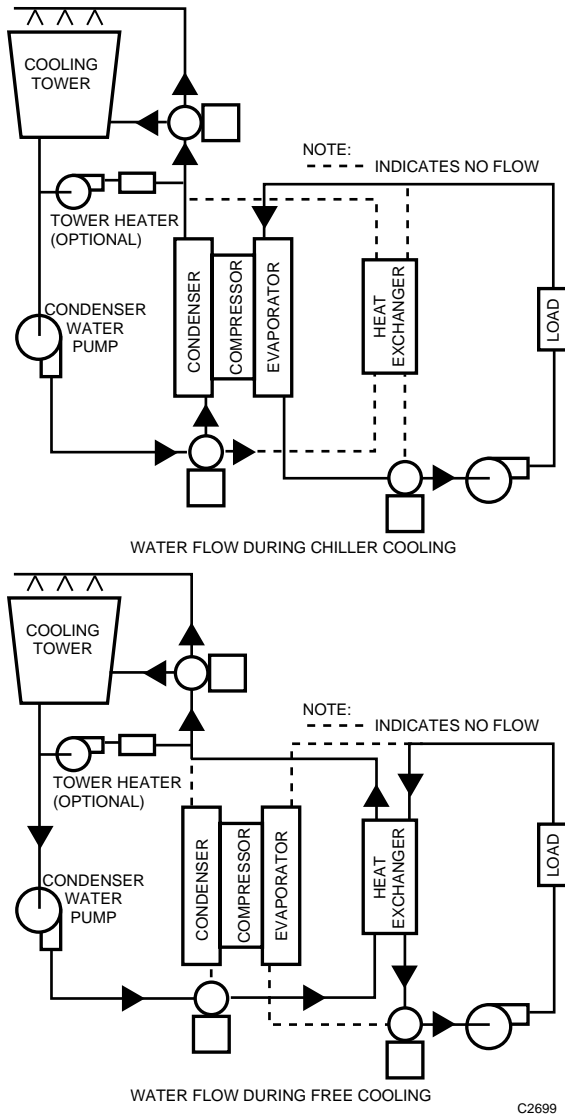 COOLING
TOWER
NOTE:
INDICATES NO FLOW
TOWER HEATER
(OPTIONAL)
CONDENSER
WATER
PUMP
CONDENSER
COMPRESSOR
EVAPORATOR
HEAT
EXCHANGER
LOAD
WATER FLOW DURING CHILLER COOLING
COOLING
TOWER
NOTE:
INDICATES NO FLOW
TOWER HEATER
(OPTIONAL)
CONDENSER
WATER
PUMP
CONDENSER
COMPRESSOR
EVAPORATOR
HEAT
EXCHANGER
LOAD
WATER FLOW DURING FREE COOLING
C2699